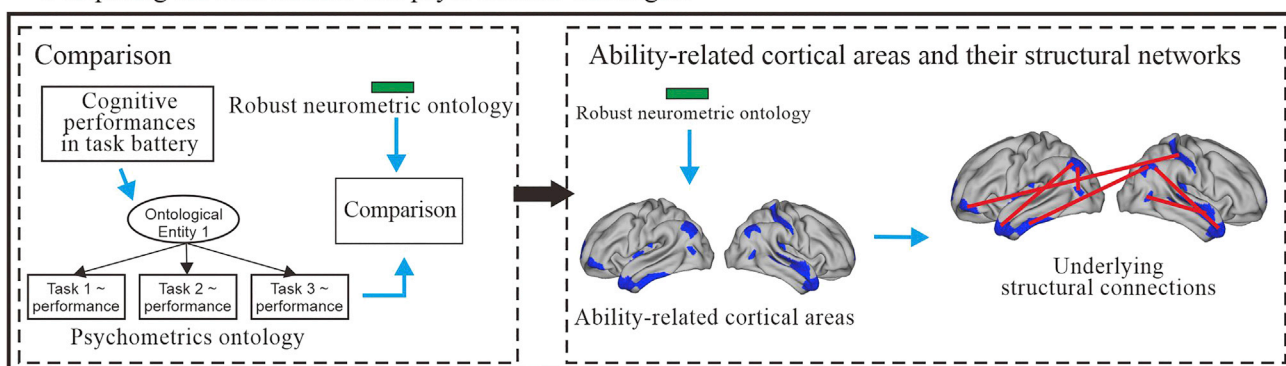 Comparison
Cognitive
performances
in task battery
Robust neurometric ontology
Ontological
Entity 1
Comparison
Task 1 ~
performance
Task 2 ~
performance
Task 3 ~
performance
Psychometrics ontology
Ability-related cortical areas and their structural networks
Robust neurometric ontology
Ability-related cortical areas
Underlying
structural connections